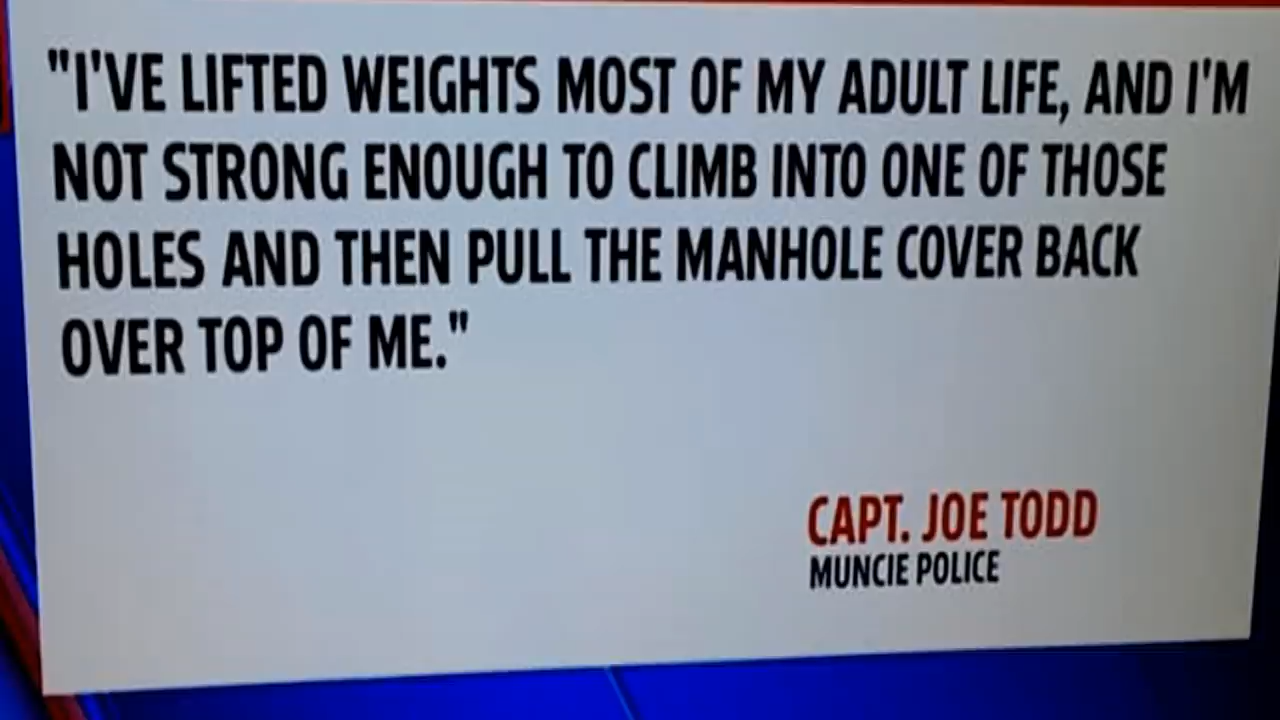 "I'VE LIFTED WEIGHTS MOST OF MY ADULT LIFE, AND I'M
NOT STRONG ENOUGH TO CLIMB INTO ONE OF THOSE
HOLES AND THEN PULL THE MANHOLE COVER BACK
OVER TOP OF ME."
CAPT. JOE TODD
MUNCIE POLICE